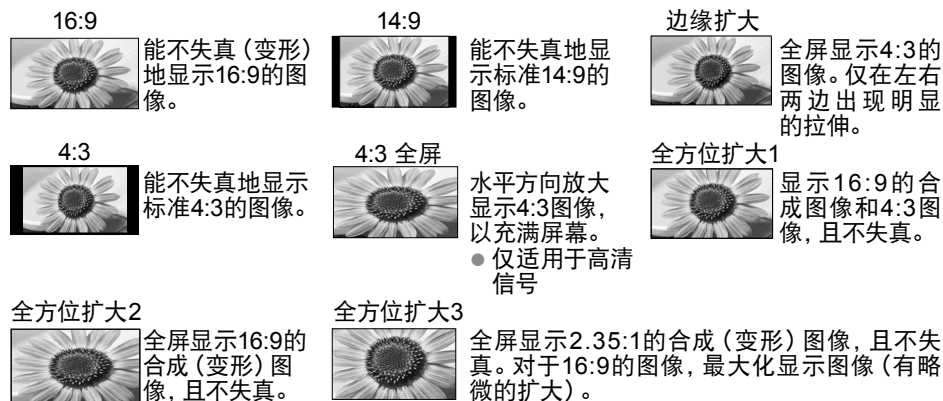 16:9
能不失真（变形）
地显示16:9的图
像。
14:9
能不失真地显
示标准14:9的
图像。
边缘扩大
全屏显示4:3的
图像。仅在左右
两边出现明显
的拉伸。
4:3
能不失真地显示
标准4:3的图像。
4:3 全屏
水平方向放大
显示4:3图像，
以充满屏幕。
● 仅适用于高清
信号
全方位扩大1
显示16:9的合
成图像和4:3图
像，且不失真。
全方位扩大2
全屏显示16:9的
合成（变形）图
像，且不失真。
全方位扩大3
全屏显示2.35:1的合成（变形）图像，且不失
真。对于16:9的图像，最大化显示图像（有略
微的扩大）。